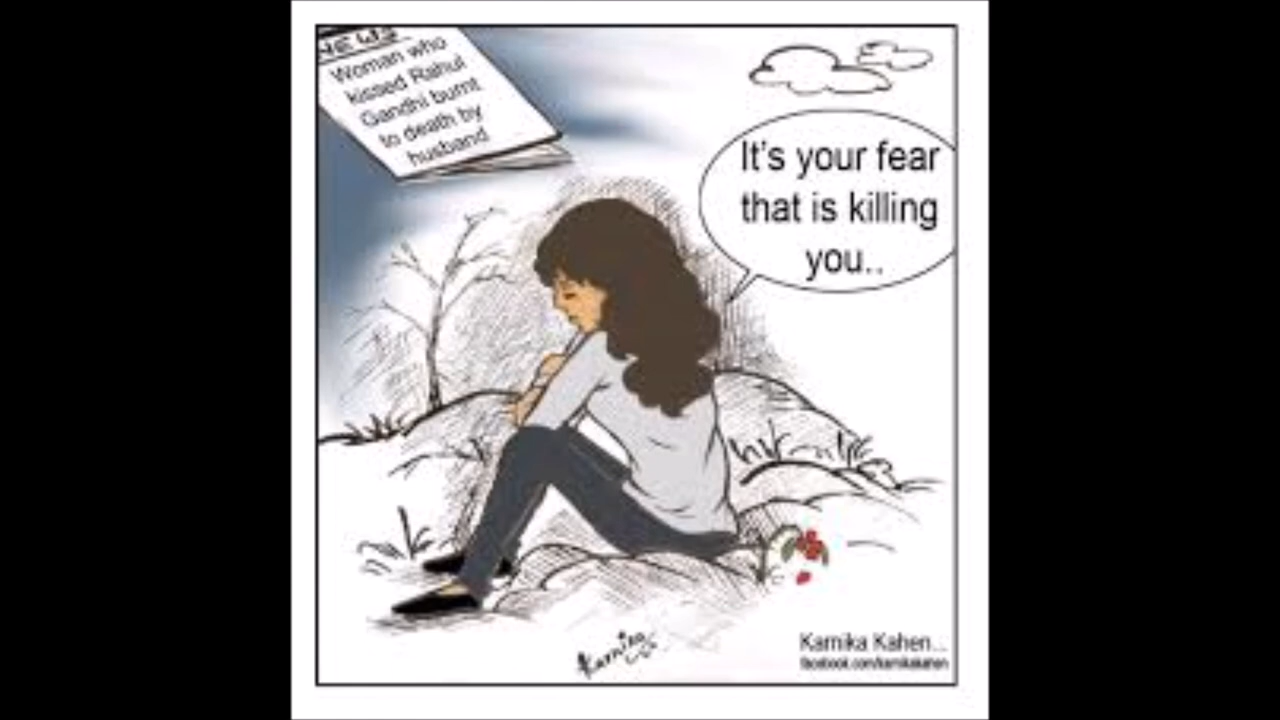 NEWS
Woman who
kissed Rahul
Gandhi burnt
to death by
husband
It's your fear
that is killing
you..
Kamika
Kamika Kahen...
facebook.com/kamikakahen